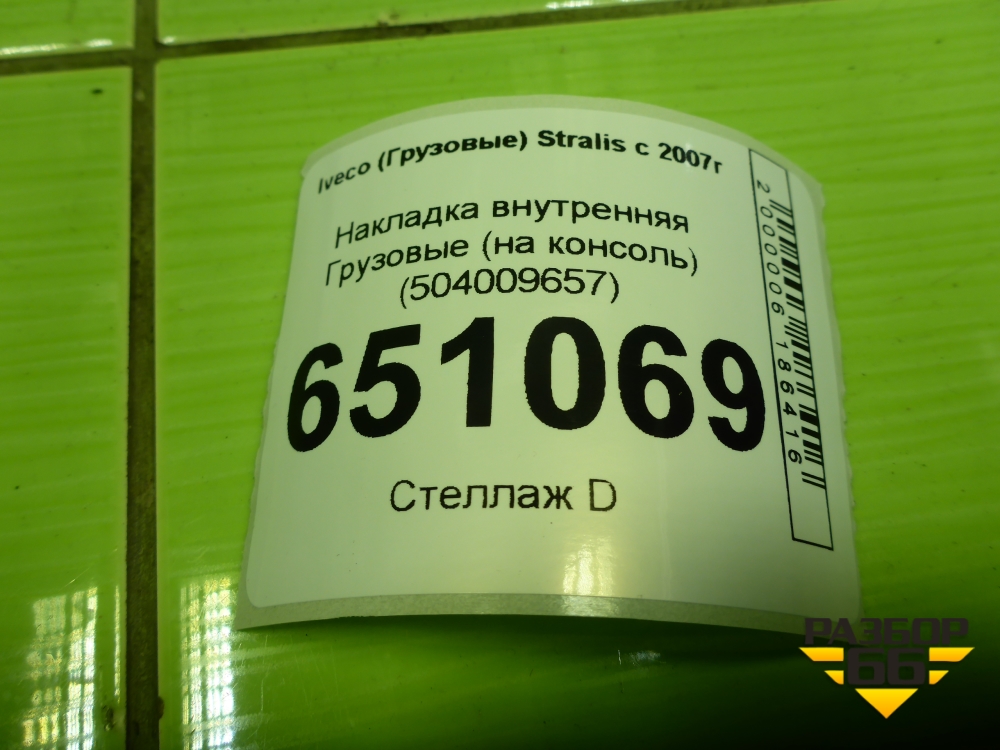 Iveco (Грузовые) Stralis с 2007г
Накладка внутренняя
Грузовые (на консоль)
(504009657)
651069
Стеллаж D
2000006186416
РАЗБОР
66